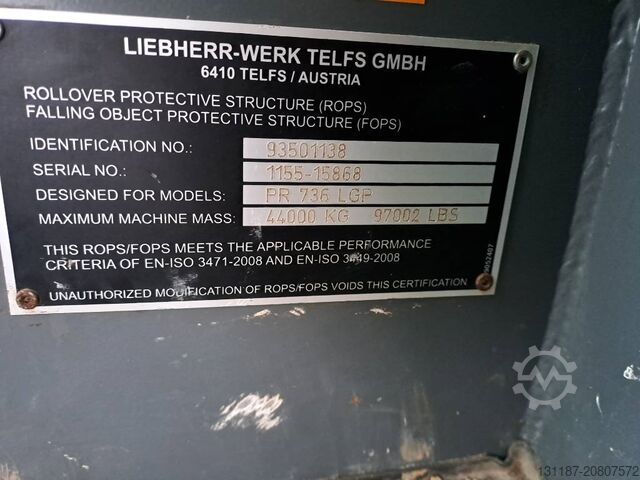 LIEBHERR-WERK TELFS GMBH
6410 TELFS / AUSTRIA
ROLLOVER PROTECTIVE STRUCTURE (ROPS)
FALLING OBJECT PROTECTIVE STRUCTURE (FOPS)
IDENTIFICATION NO.: 93501138
SERIAL NO.: 1155-15868
DESIGNED FOR MODELS: PR 736 LGP
MAXIMUM MACHINE MASS: 44000 KG 97002 LBS
THIS ROPS/FOPS MEETS THE APPLICABLE PERFORMANCE
CRITERIA OF EN-ISO 3471-2008 AND EN-ISO 3449-2008
UNAUTHORIZED MODIFICATION OF ROPS/FOPS VOIDS THIS CERTIFICATION
131187-20807572